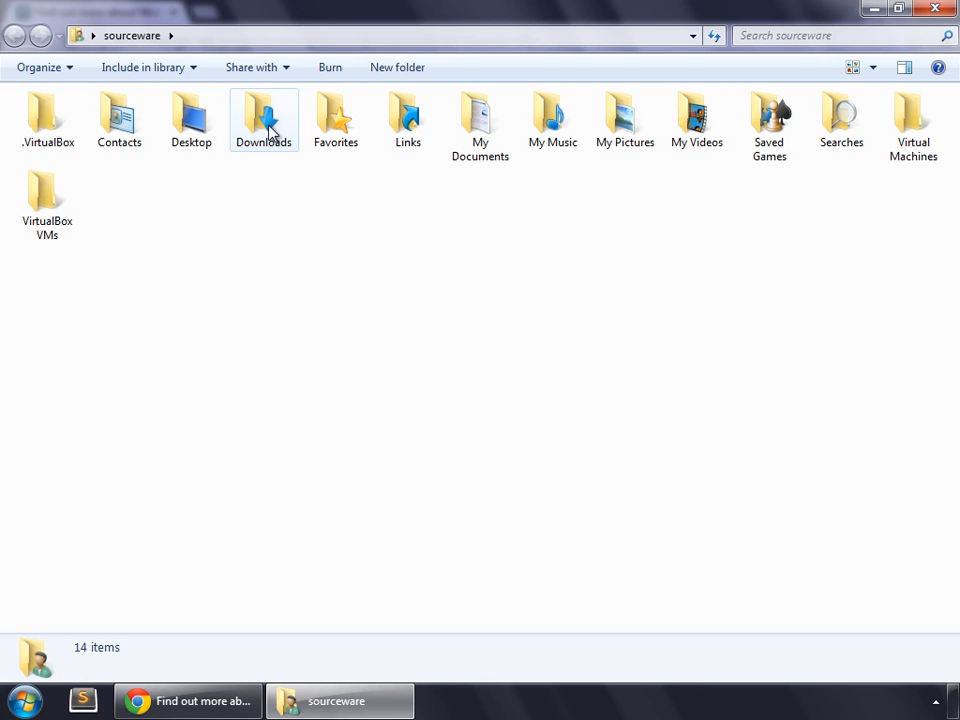 sourceware
Search sourceware
Organize
Include in library
Share with
Burn
New folder
.VirtualBox
Contacts
Desktop
Downloads
Favorites
Links
My
Documents
My Music
My Pictures
My Videos
Saved
Games
Searches
Virtual
Machines
VirtualBox
VMs
14 items
S
Find out more ab...
sourceware